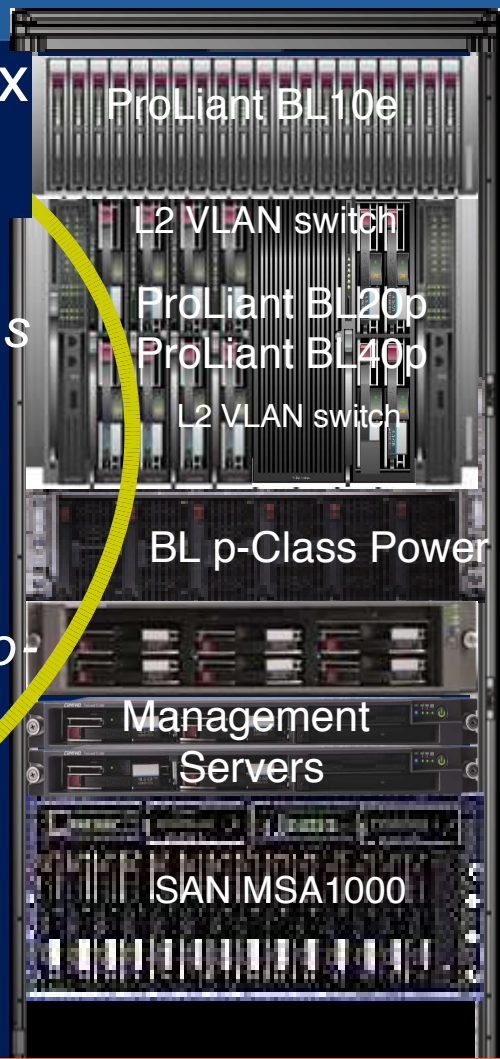 x
ProLiant BL10e
L2 VLAN switch
ProLiant BL20p
s
ProLiant BL40p
L2 VLAN switch
BL p-Class Power
o-
Management
Servers
SAN MSA1000